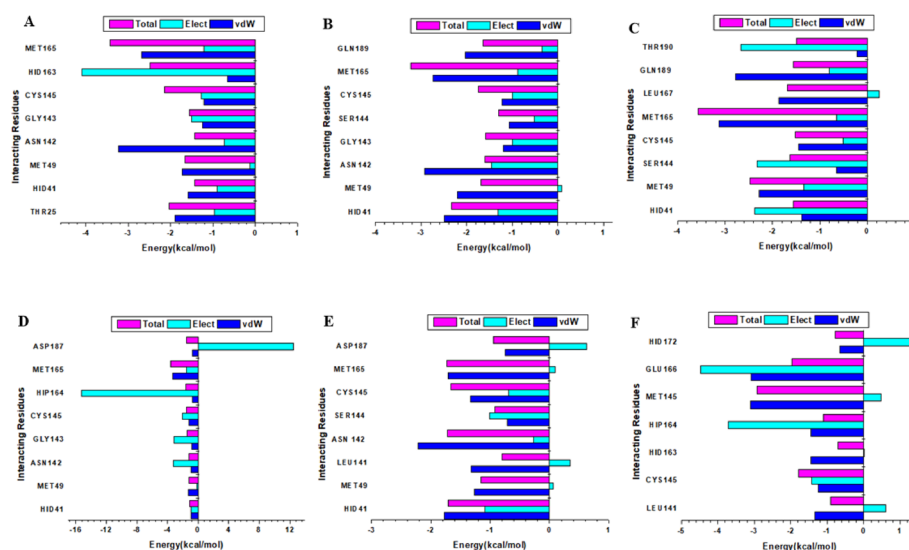 A
Total Elect vdW
Interacting Residues
MET165
HID163
CYS145
GLY143
ASN142
MET49
HID41
THR25
-4 -3 -2 -1 0 1
Energy(kcal/mol)
B
Total Elect vdW
Interacting Residues
GLN189
MET165
CYS145
SER144
GLY143
ASN142
MET49
HID41
-4 -3 -2 -1 0 1
Energy(kcal/mol)
C
Total Elect vdW
Interacting Residues
THR190
GLN189
LEU167
MET165
CYS145
SER144
MET49
HID41
-4 -3 -2 -1 0 1
Energy(kcal/mol)
D
Total Elect vdW
Interacting Residues
ASP187
MET165
HIP164
CYS145
GLY143
ASN142
MET49
HID41
-16 -12 -8 -4 0 4 8 12 16
Energy(kcal/mol)
E
Total Elect vdW
Interacting Residues
ASP187
MET165
CYS145
SER144
ASN 142
LEU141
MET49
HID41
-3 -2 -1 0 1 2
Energy(kcal/mol)
F
Total Elect vdW
Interacting Residues
HID172
GLU166
MET145
HIP164
HID163
CYS145
LEU141
-5 -4 -3 -2 -1 0 1
Energy(kcal/mol)